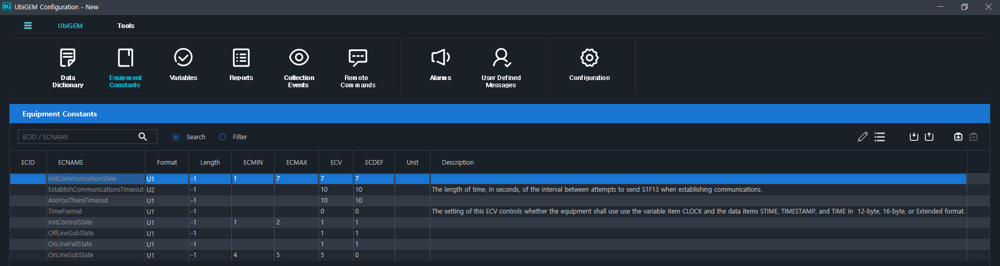 UG UbiGEM Configuration - New
UbiGEM Tools
Data Dictionary
Equipment Constants
Variables
Reports
Collection Events
Remote Commands
Alarms
User Defined Messages
Configuration
Equipment Constants
ECID / ECNAME Search Filter
ECID ECNAME Format Length ECMIN ECMAX ECV ECDEF Unit Description
InitCommunicationState U1 -1 1 7 7 7
EstablishCommunicationsTimeout U2 -1 10 10 The length of time, in seconds, of the interval between attempts to send S1F13 when establishing communications.
AreYouThereTimeout U1 -1 10 10
TimeFormat U1 -1 0 0 The setting of this ECV controls whether the equipment shall use use the variable item CLOCK and the data items STIME, TIMESTAMP, and TIME in 12-byte, 16-byte, or Extended format.
InitControlState U1 -1 1 2 1 1
OffLineSubState U1 -1 1 1
OnLineFailState U1 -1 1 1
OnLineSubState U1 -1 4 5 5 0